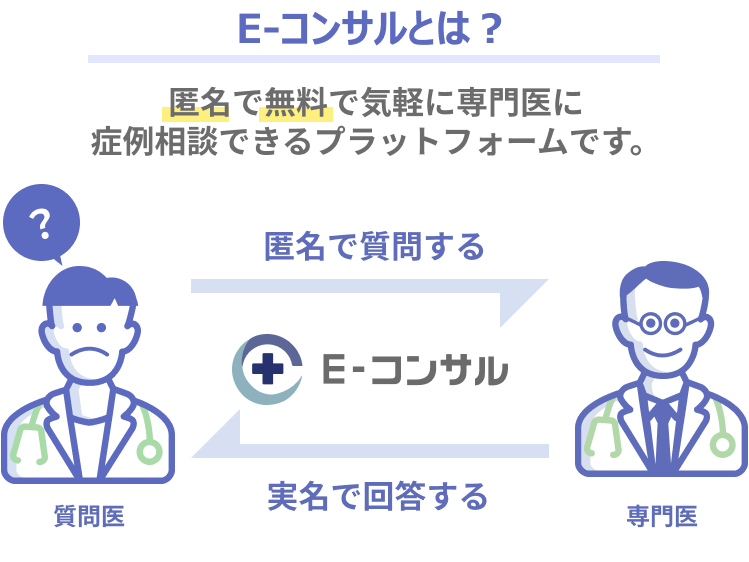 E-コンサルとは？
匿名で無料で気軽に専門医に
症例相談できるプラットフォームです。
?
匿名で質問する
E-コンサル
実名で回答する
質問医
専門医